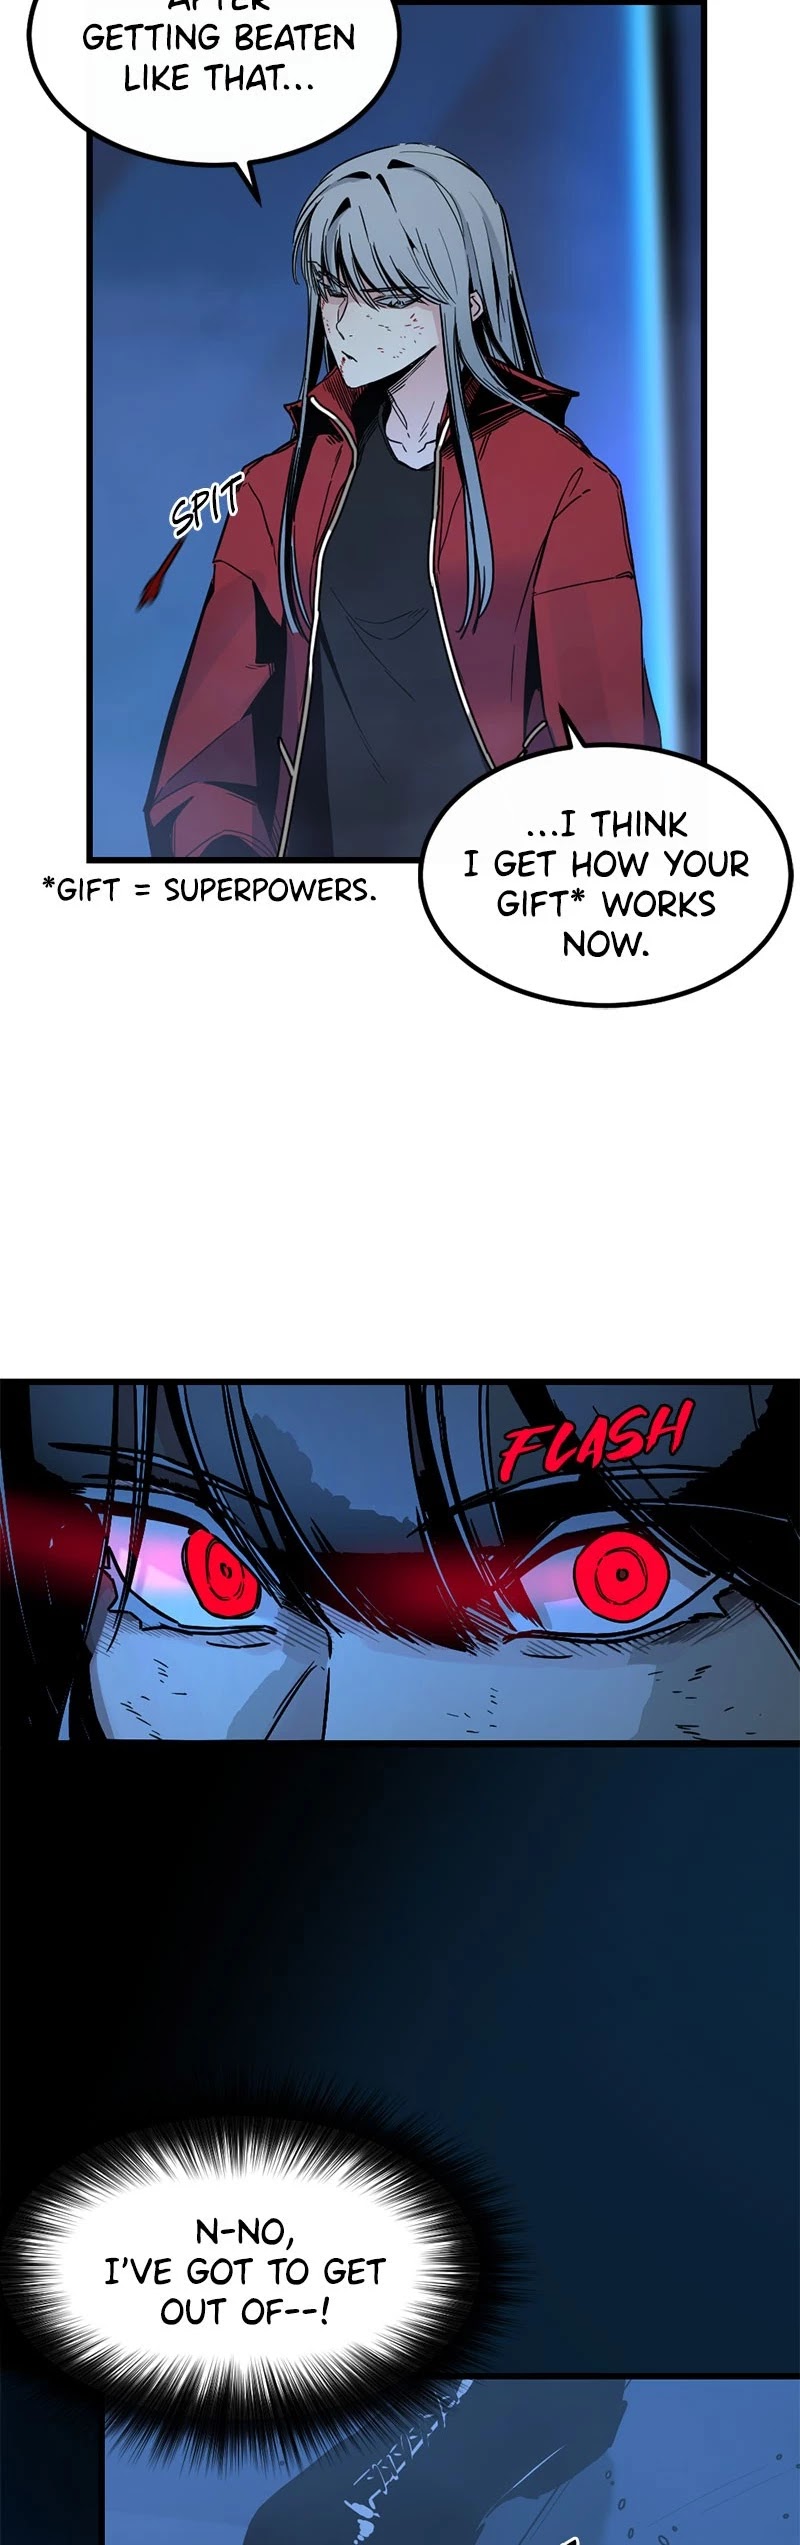 AFTER
GETTING BEATEN
LIKE THAT...
SPIT
...I THINK
I GET HOW YOUR
GIFT* WORKS
NOW.
*GIFT = SUPERPOWERS.
FLASH
N-NO,
I'VE GOT TO GET
OUT OF--!